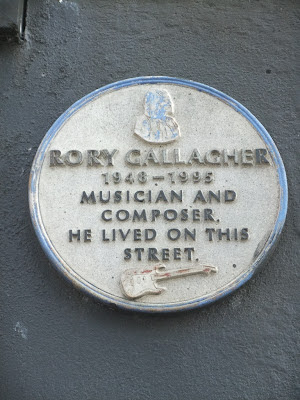 RORY GALLAGHER
1948-1995
MUSICIAN AND
COMPOSER.
HE LIVED ON THIS
STREET.